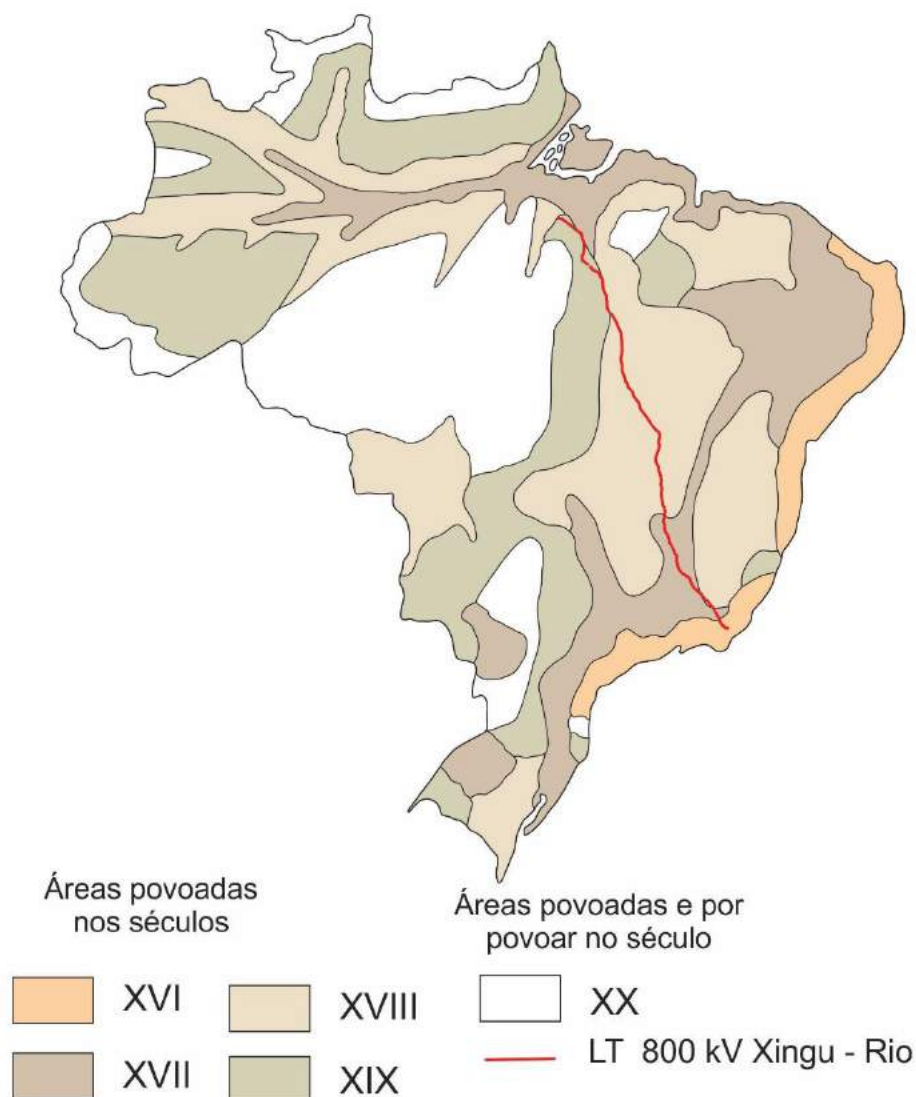 Áreas povoadas
nos séculos
XVI
XVII
XVIII
XIX
Áreas povoadas e por
povoar no século
XX
LT 800 kV Xingu - Rio